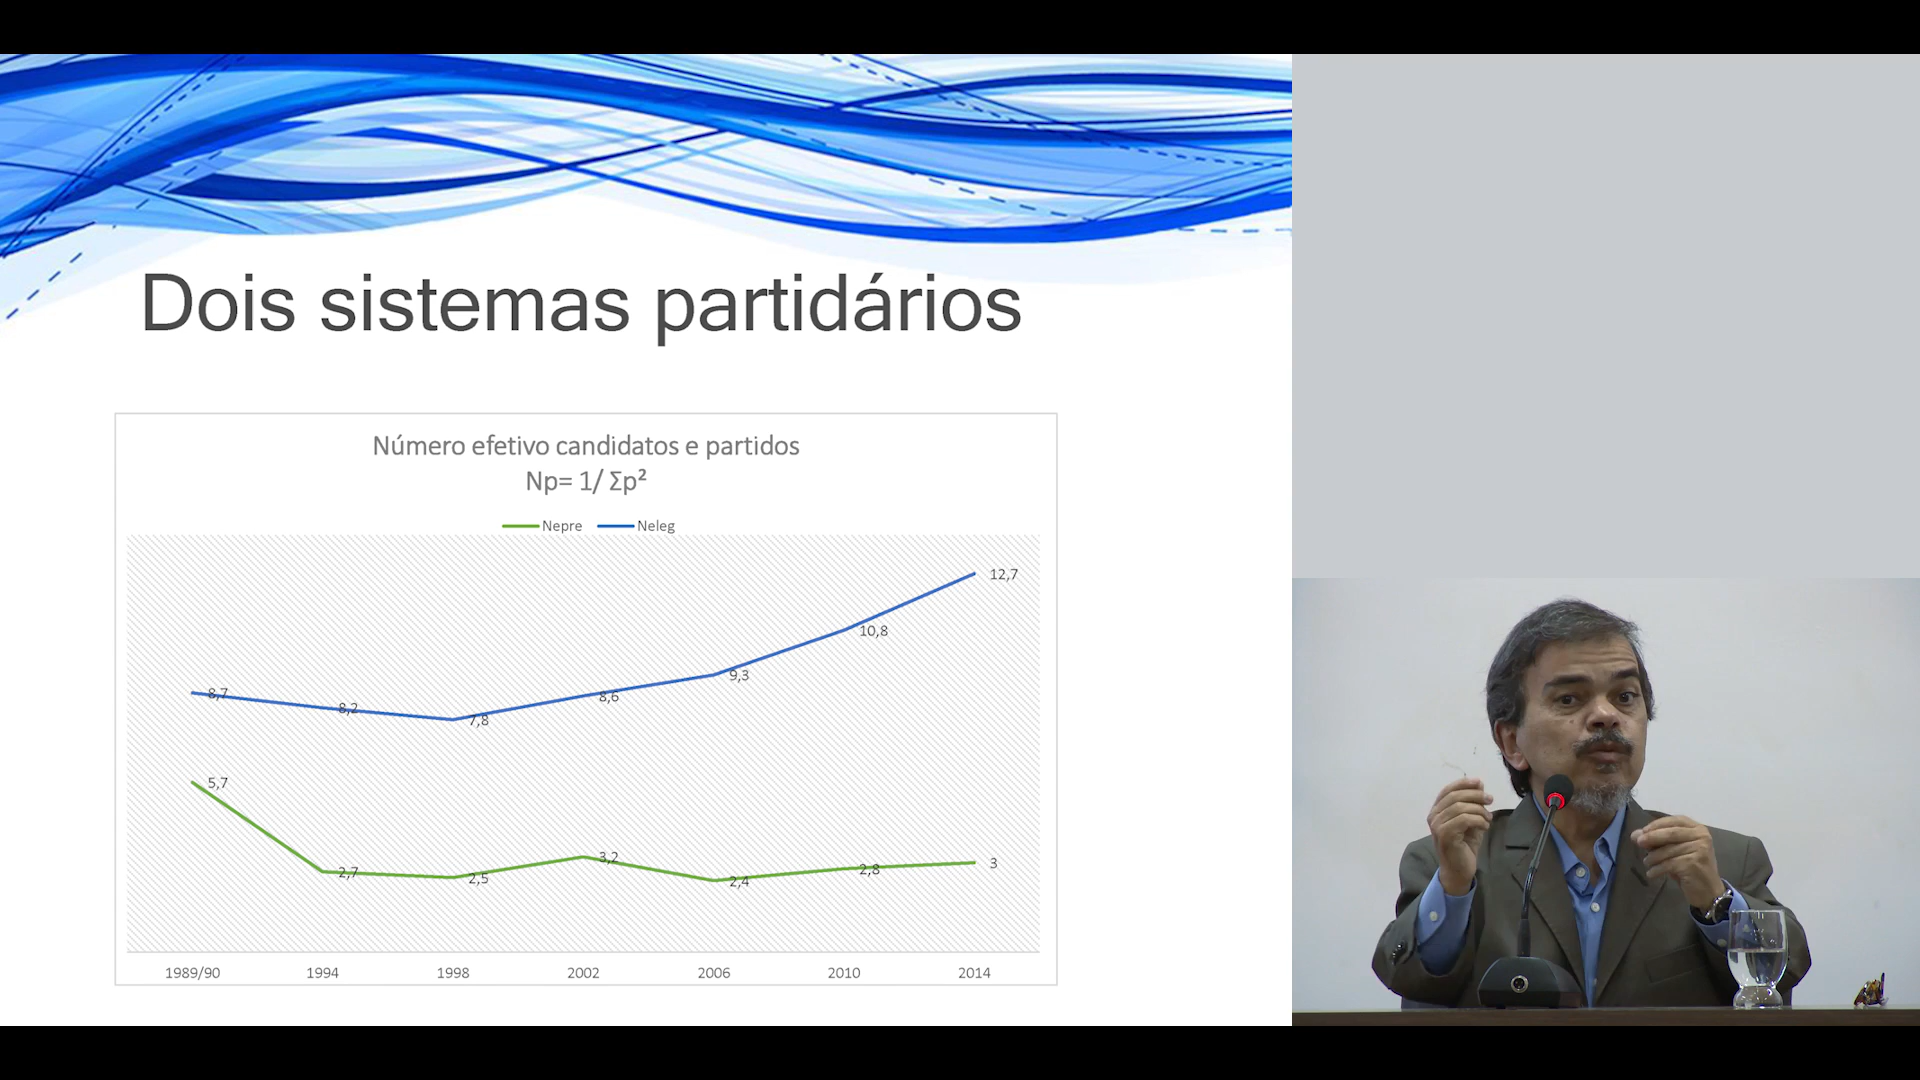 Dois sistemas partidários
Número efetivo candidatos e partidos
Np= 1/ Σp²
Nepre Neleg
12,7
10,8
9,3
8,7
8,2
7,8
8,6
5,7
2,7
2,5
3,2
2,4
2,8
3
1989/90 1994 1998 2002 2006 2010 2014